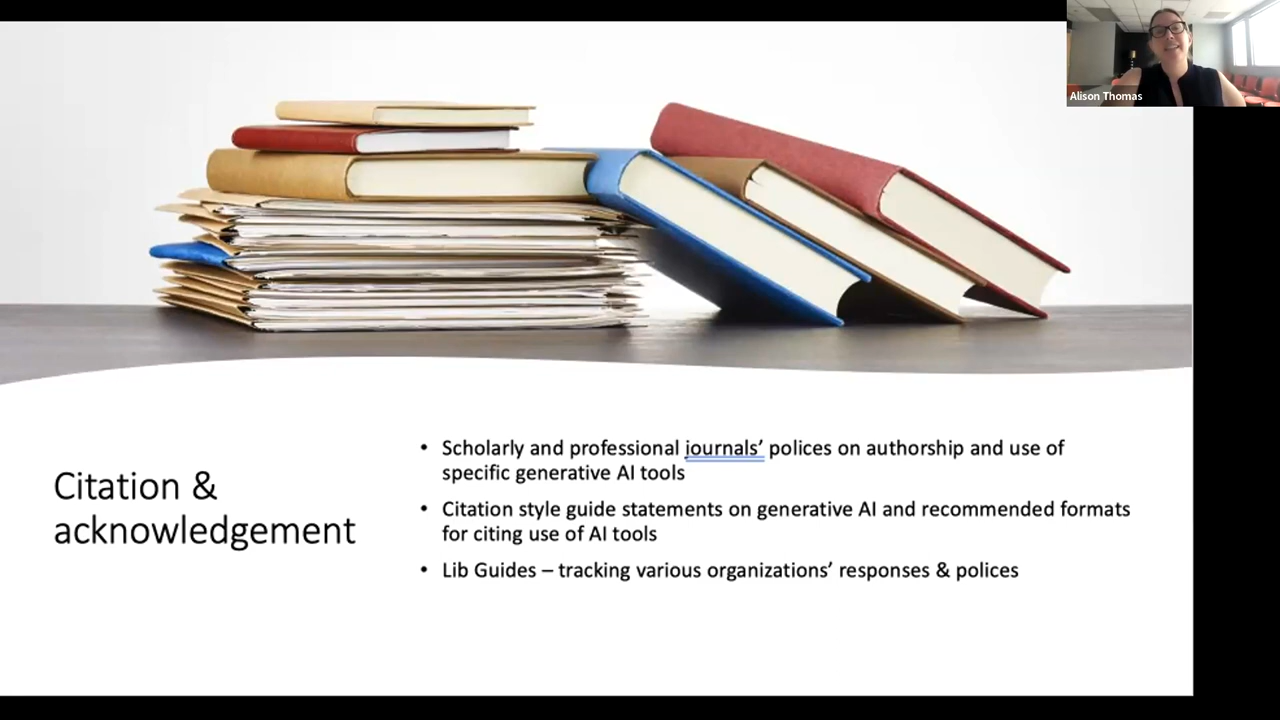 Alison Thomas
Citation &
acknowledgement
• Scholarly and professional journals’ polices on authorship and use of
specific generative AI tools
• Citation style guide statements on generative AI and recommended formats
for citing use of AI tools
• Lib Guides – tracking various organizations’ responses & polices